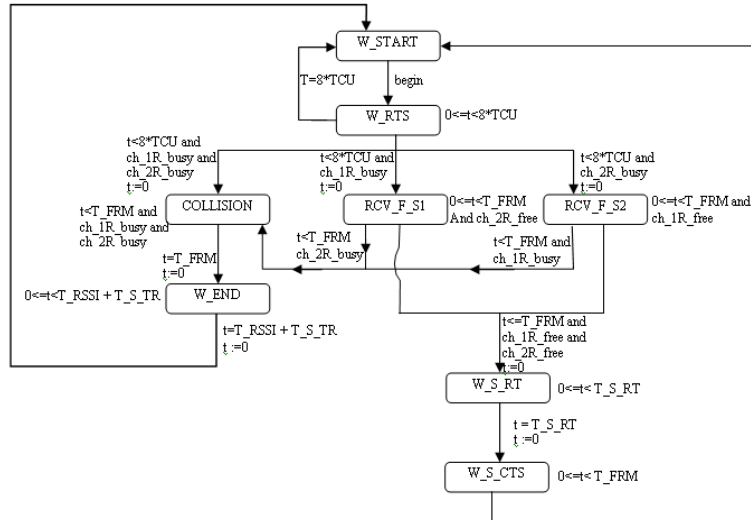 W_START
T=8*TCU
begin
W_RTS
0<=t<8*TCU
t<8*TCU and
ch_1R_busy and
ch_2R_busy
t:=0
t<8*TCU and
ch_1R_busy
t:=0
t<8*TCU and
ch_2R_busy
t:=0
t<T_FRM and
ch_1R_busy and
ch_2R_busy
COLLISION
RCV_F_S1
0<=t<T_FRM
And ch_2R_free
RCV_F_S2
0<=t<T_FRM and
ch_1R_free
t<T_FRM
ch_2R_busy
t<T_FRM and
ch_1R_busy
t=T_FRM
t:=0
0<=t<T_RSSI + T_S_TR
W_END
t=T_RSSI + T_S_TR
t :=0
t<=T_FRM and
ch_1R_free and
ch_2R_free
t:=0
W_S_RT
0<=t< T_S_RT
t = T_S_RT
t :=0
W_S_CTS
0<=t< T_FRM